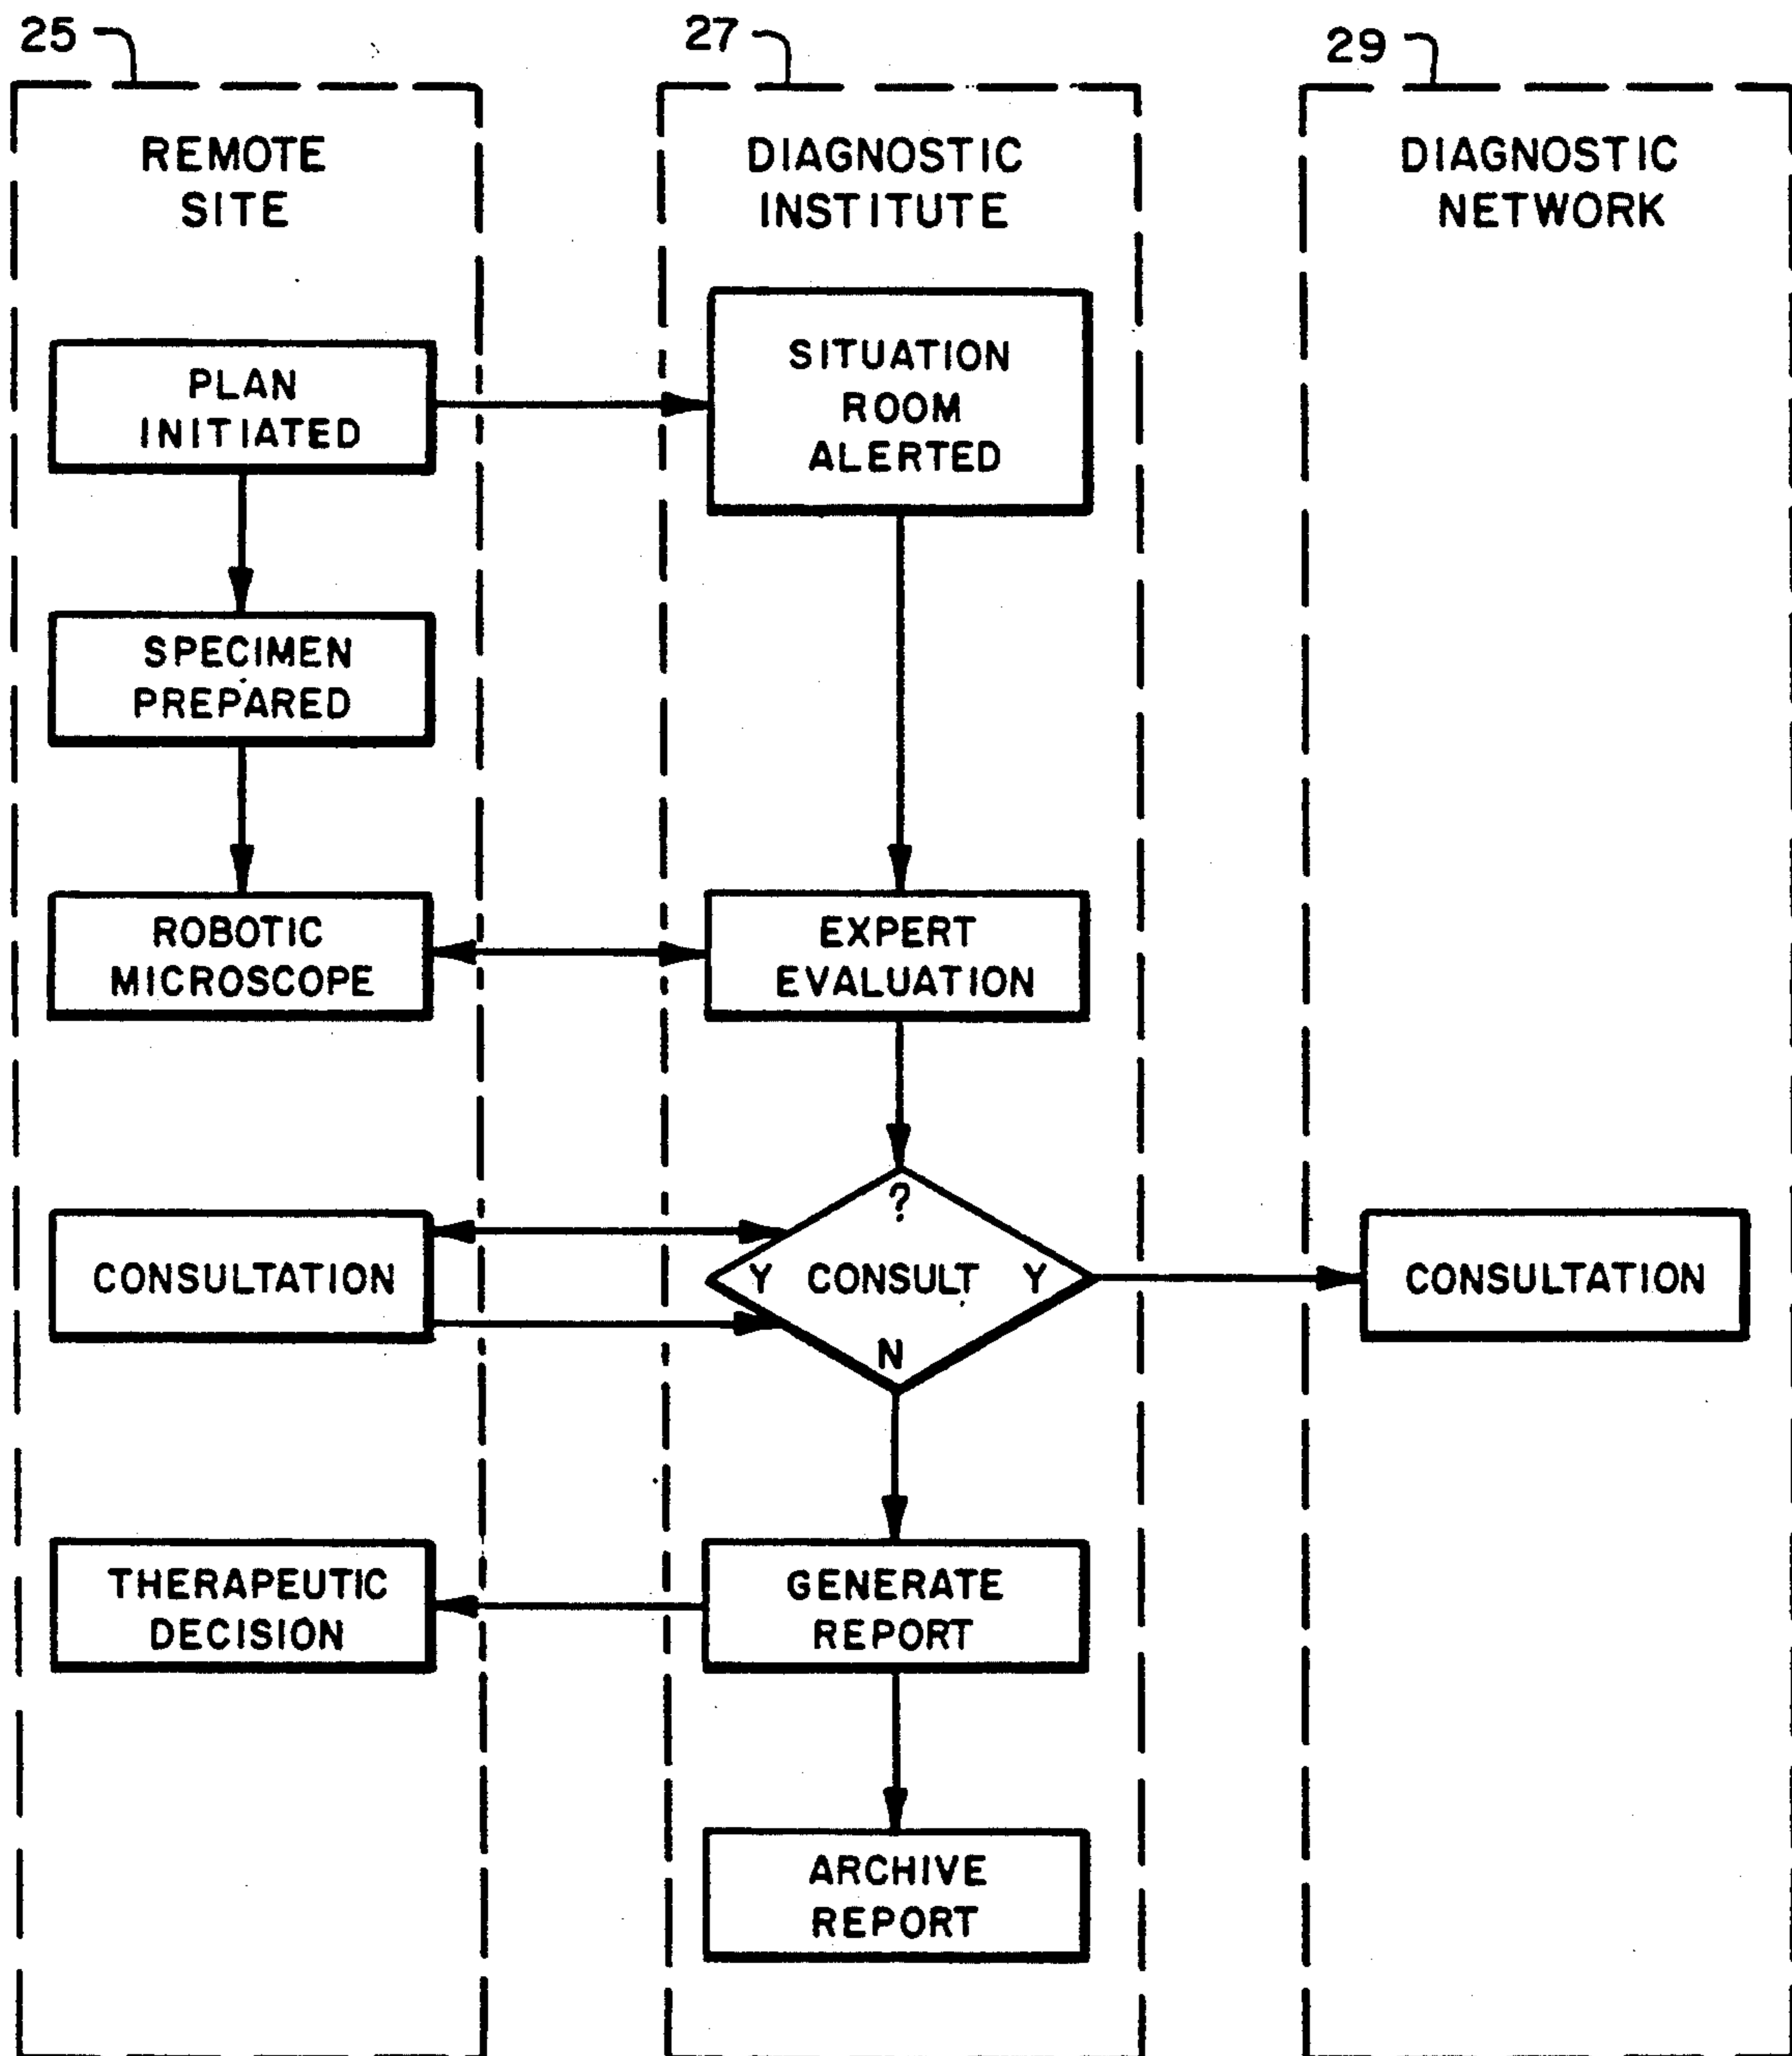 25
27
29
REMOTE
SITE
DIAGNOSTIC
INSTITUTE
DIAGNOSTIC
NETWORK
PLAN
INITIATED
SITUATION
ROOM
ALERTED
SPECIMEN
PREPARED
ROBOTIC
MICROSCOPE
EXPERT
EVALUATION
CONSULTATION
?
Y CONSULT Y
N
CONSULTATION
THERAPEUTIC
DECISION
GENERATE
REPORT
ARCHIVE
REPORT